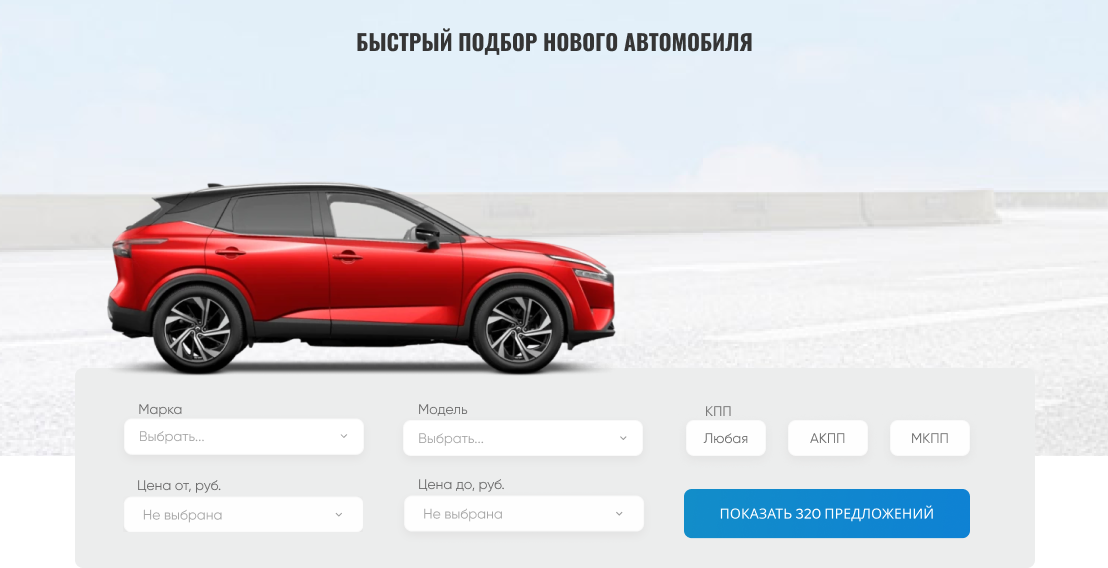 БЫСТРЫЙ ПОДБОР НОВОГО АВТОМОБИЛЯ
Марка
Выбрать...
Модель
Выбрать...
КПП
Любая
АКПП
МКПП
Цена от, руб.
Не выбрана
Цена до, руб.
Не выбрана
ПОКАЗАТЬ 320 ПРЕДЛОЖЕНИЙ